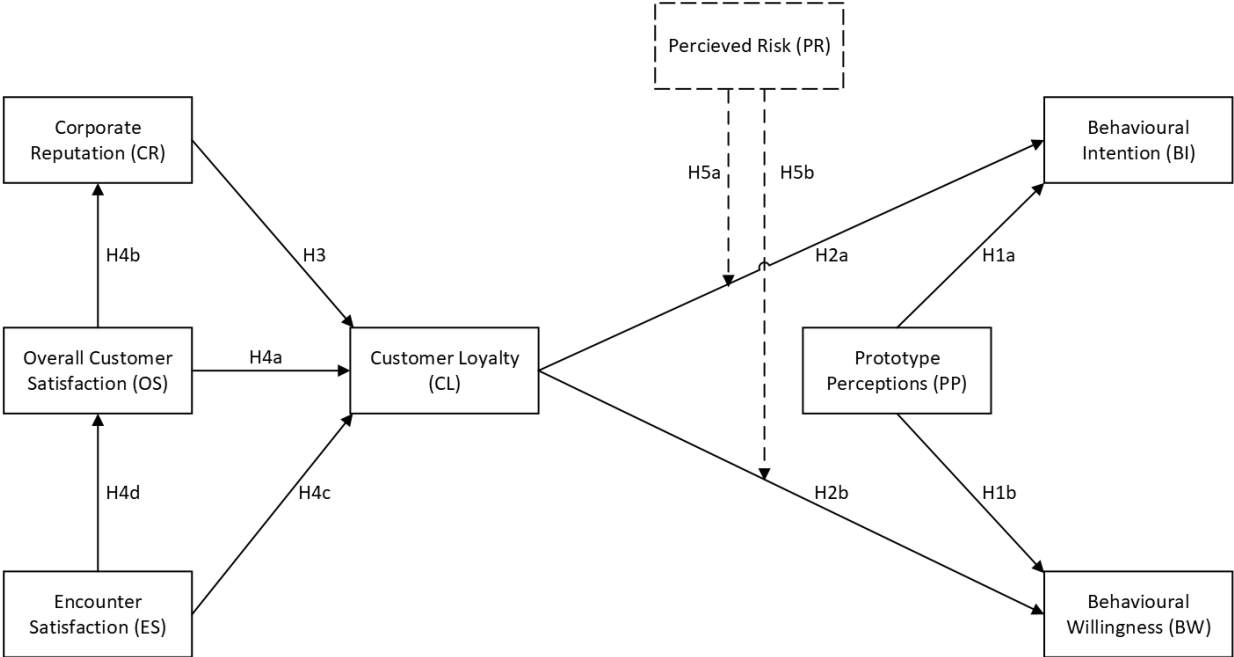 Percieved Risk (PR)
Corporate
Reputation (CR)
Behavioural
Intention (BI)
H5a
H5b
H4b
H3
H2a
H1a
Overall Customer
Satisfaction (OS)
H4a
Customer Loyalty
(CL)
Prototype
Perceptions (PP)
H4d
H4c
H2b
H1b
Encounter
Satisfaction (ES)
Behavioural
Willingness (BW)